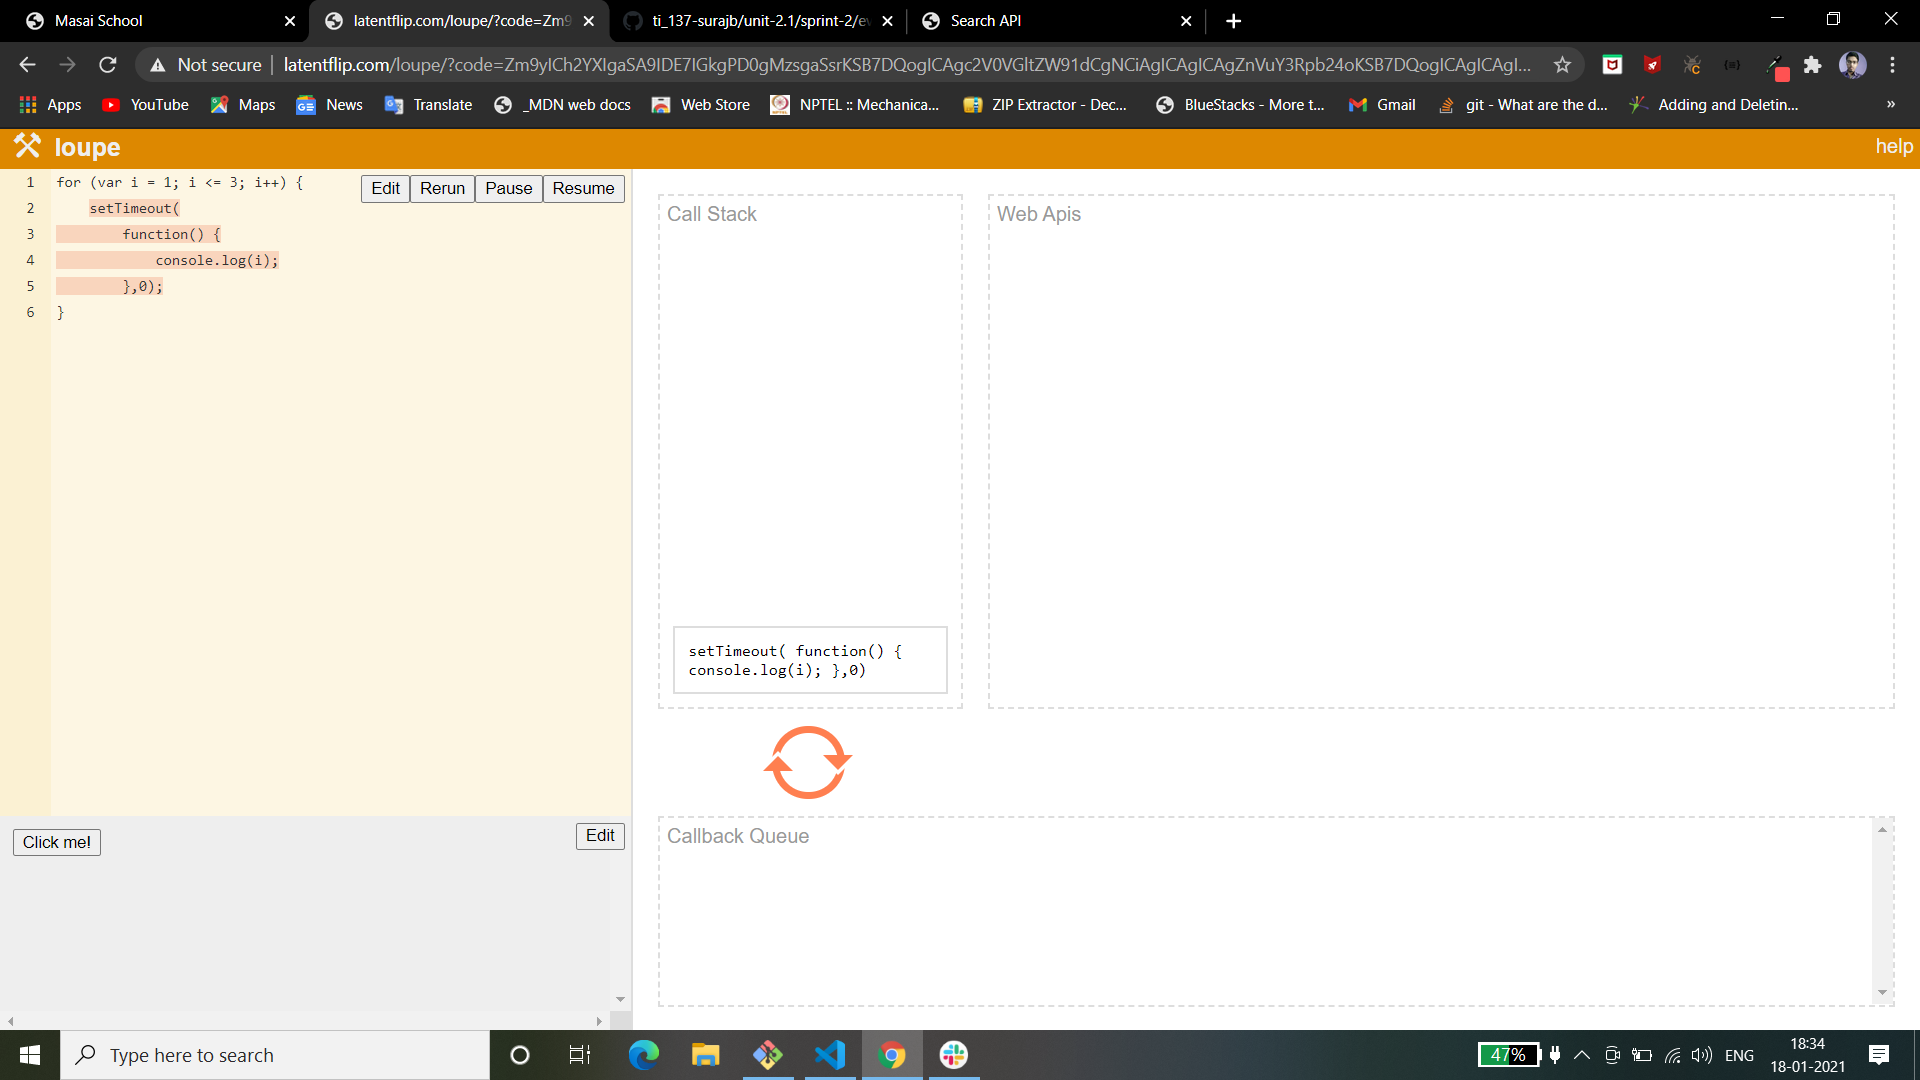 Masai School
latentflip.com/loupe/?code=Zm9
ti_137-surajb/unit-2.1/sprint-2/ev
Search API
Not secure
latentflip.com/loupe/?code=Zm9yICh2YXIgaSA9IDE7IGkgPD0gMzsgaSsrKSB7DQogICAgc2V0VGltZW91dCgNCiAgICAgICAgZnVuY3Rpb24oKSB7DQogICAgICAgI...
Apps
YouTube
Maps
News
Translate
_MDN web docs
Web Store
NPTEL :: Mechanica...
ZIP Extractor - Dec...
BlueStacks - More t...
Gmail
git - What are the d...
Adding and Deletin...
»
loupe
help
Edit
Rerun
Pause
Resume
1 for (var i = 1; i <= 3; i++) {
2 setTimeout(
3 function() {
4 console.log(i);
5 },0);
6 }
Call Stack
Web Apis
setTimeout( function() {
console.log(i); },0)
Callback Queue
Click me!
Edit
Type here to search
47%
ENG
18:34
18-01-2021